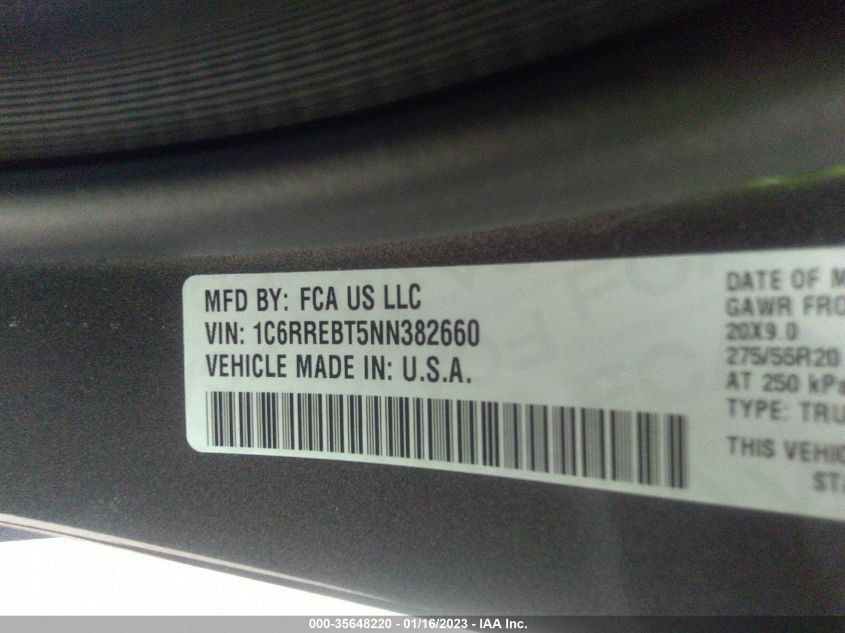 MFD BY: FCA US LLC
VIN: 1C6RREBT5NN382660
VEHICLE MADE IN: U.S.A.
DATE OF M
GAWR FRO
20X9.0
275/55R20
AT 250 kPa
TYPE: TRU
THIS VEHIC
STA
000-35648220 - 01/16/2023 - IAA Inc.